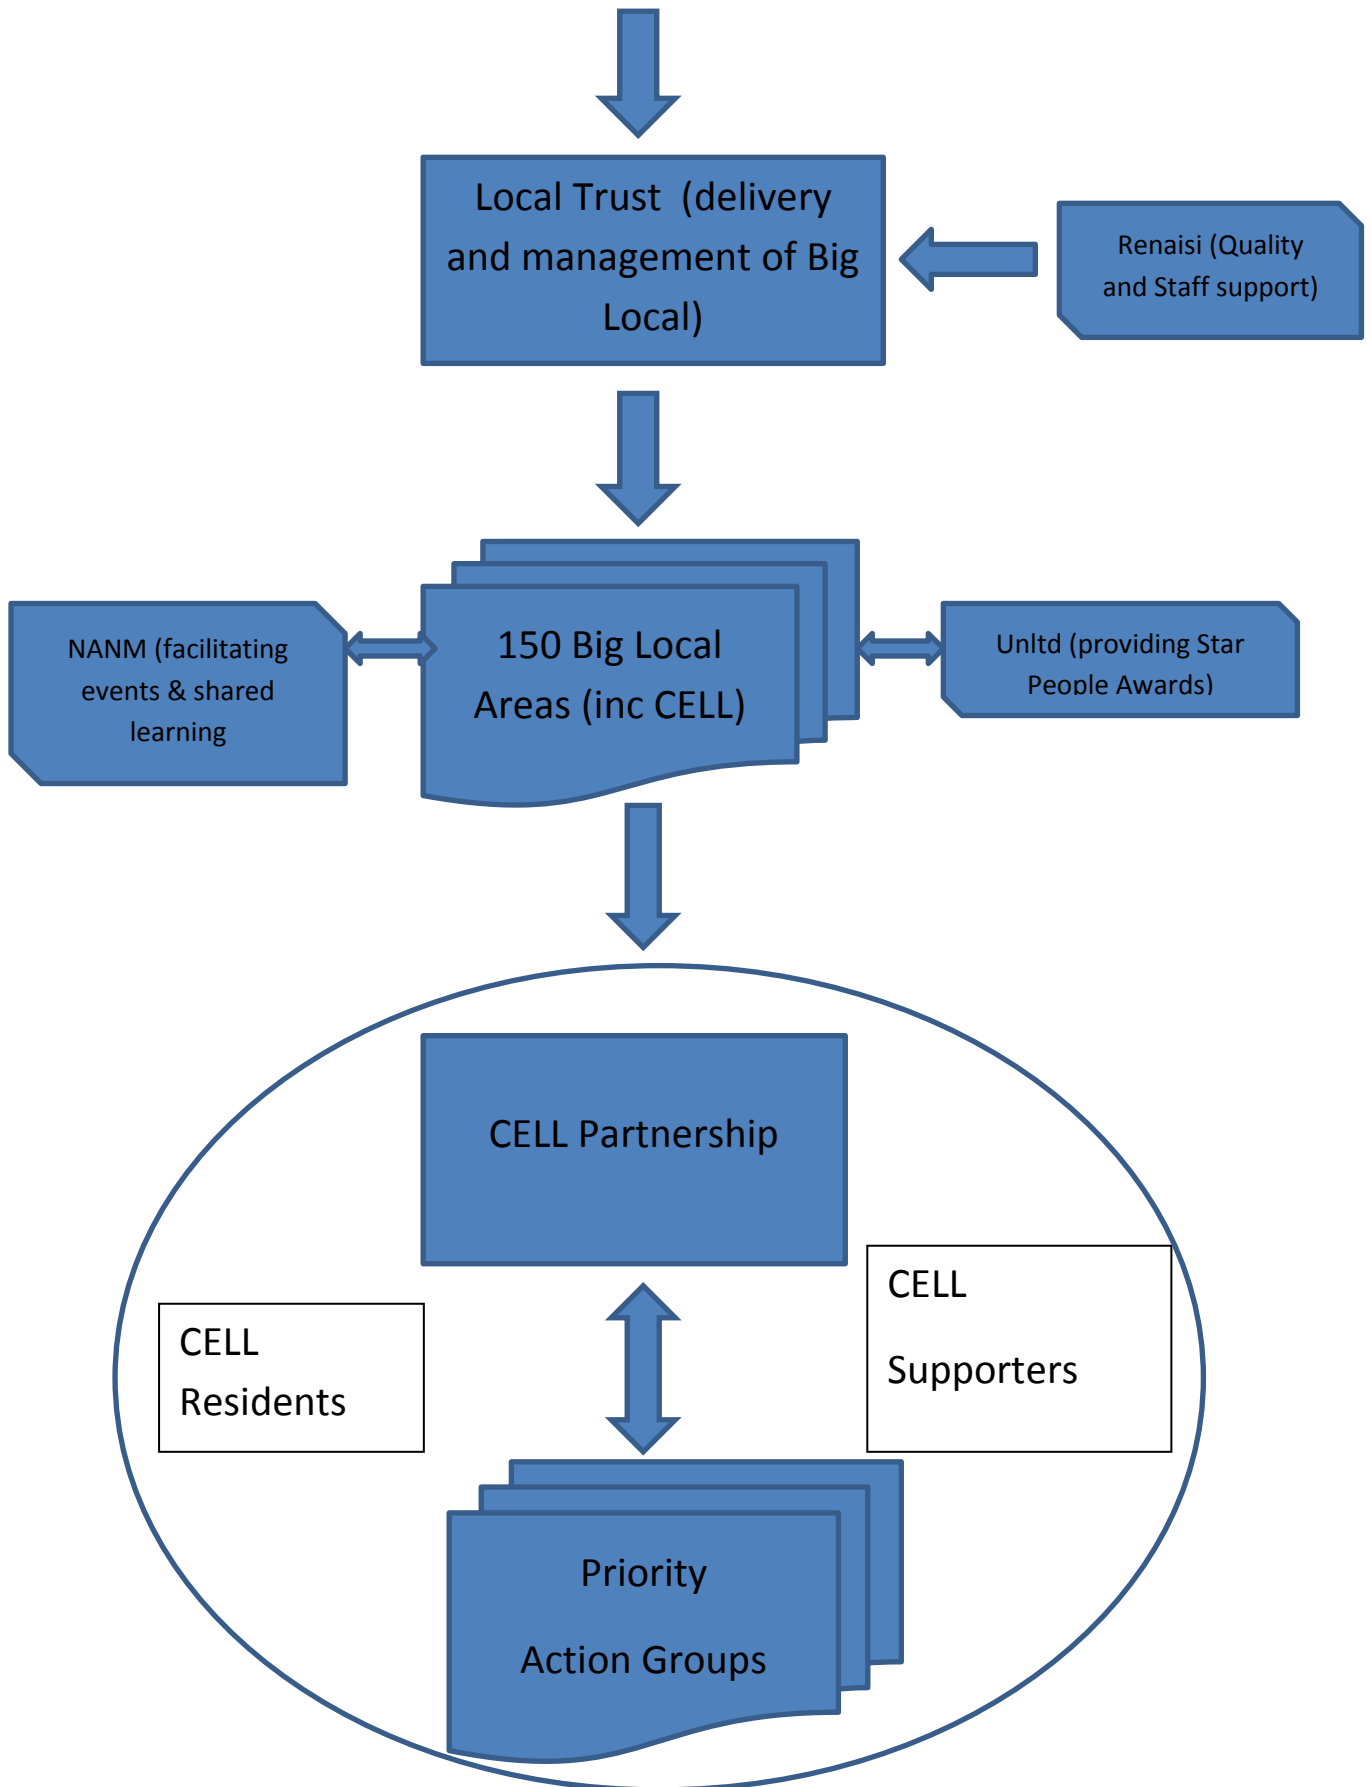 Local Trust  (delivery
and management of Big
Local)
Renaisi (Quality
and Staff support)
NANM (facilitating
events & shared
learning
150 Big Local
Areas (inc CELL)
Unltd (providing Star
People Awards)
CELL Partnership
CELL
Supporters
CELL
Residents
Priority
Action Groups